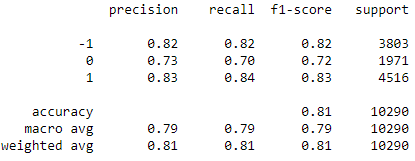 precision recall f1-score support
-1 0.82 0.82 0.82 3803
0 0.73 0.70 0.72 1971
1 0.83 0.84 0.83 4516
accuracy 0.81 10290
macro avg 0.79 0.79 0.79 10290
weighted avg 0.81 0.81 0.81 10290